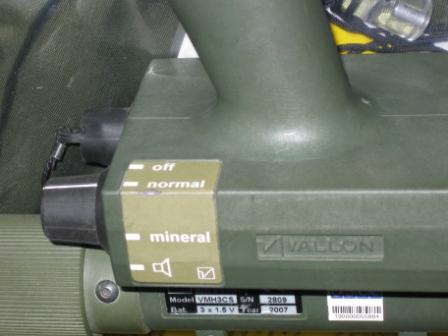 off
normal
mineral
VALLON
Model VMH3CS S/N 2809
Bat. 3 x 1.5 V Year 2007